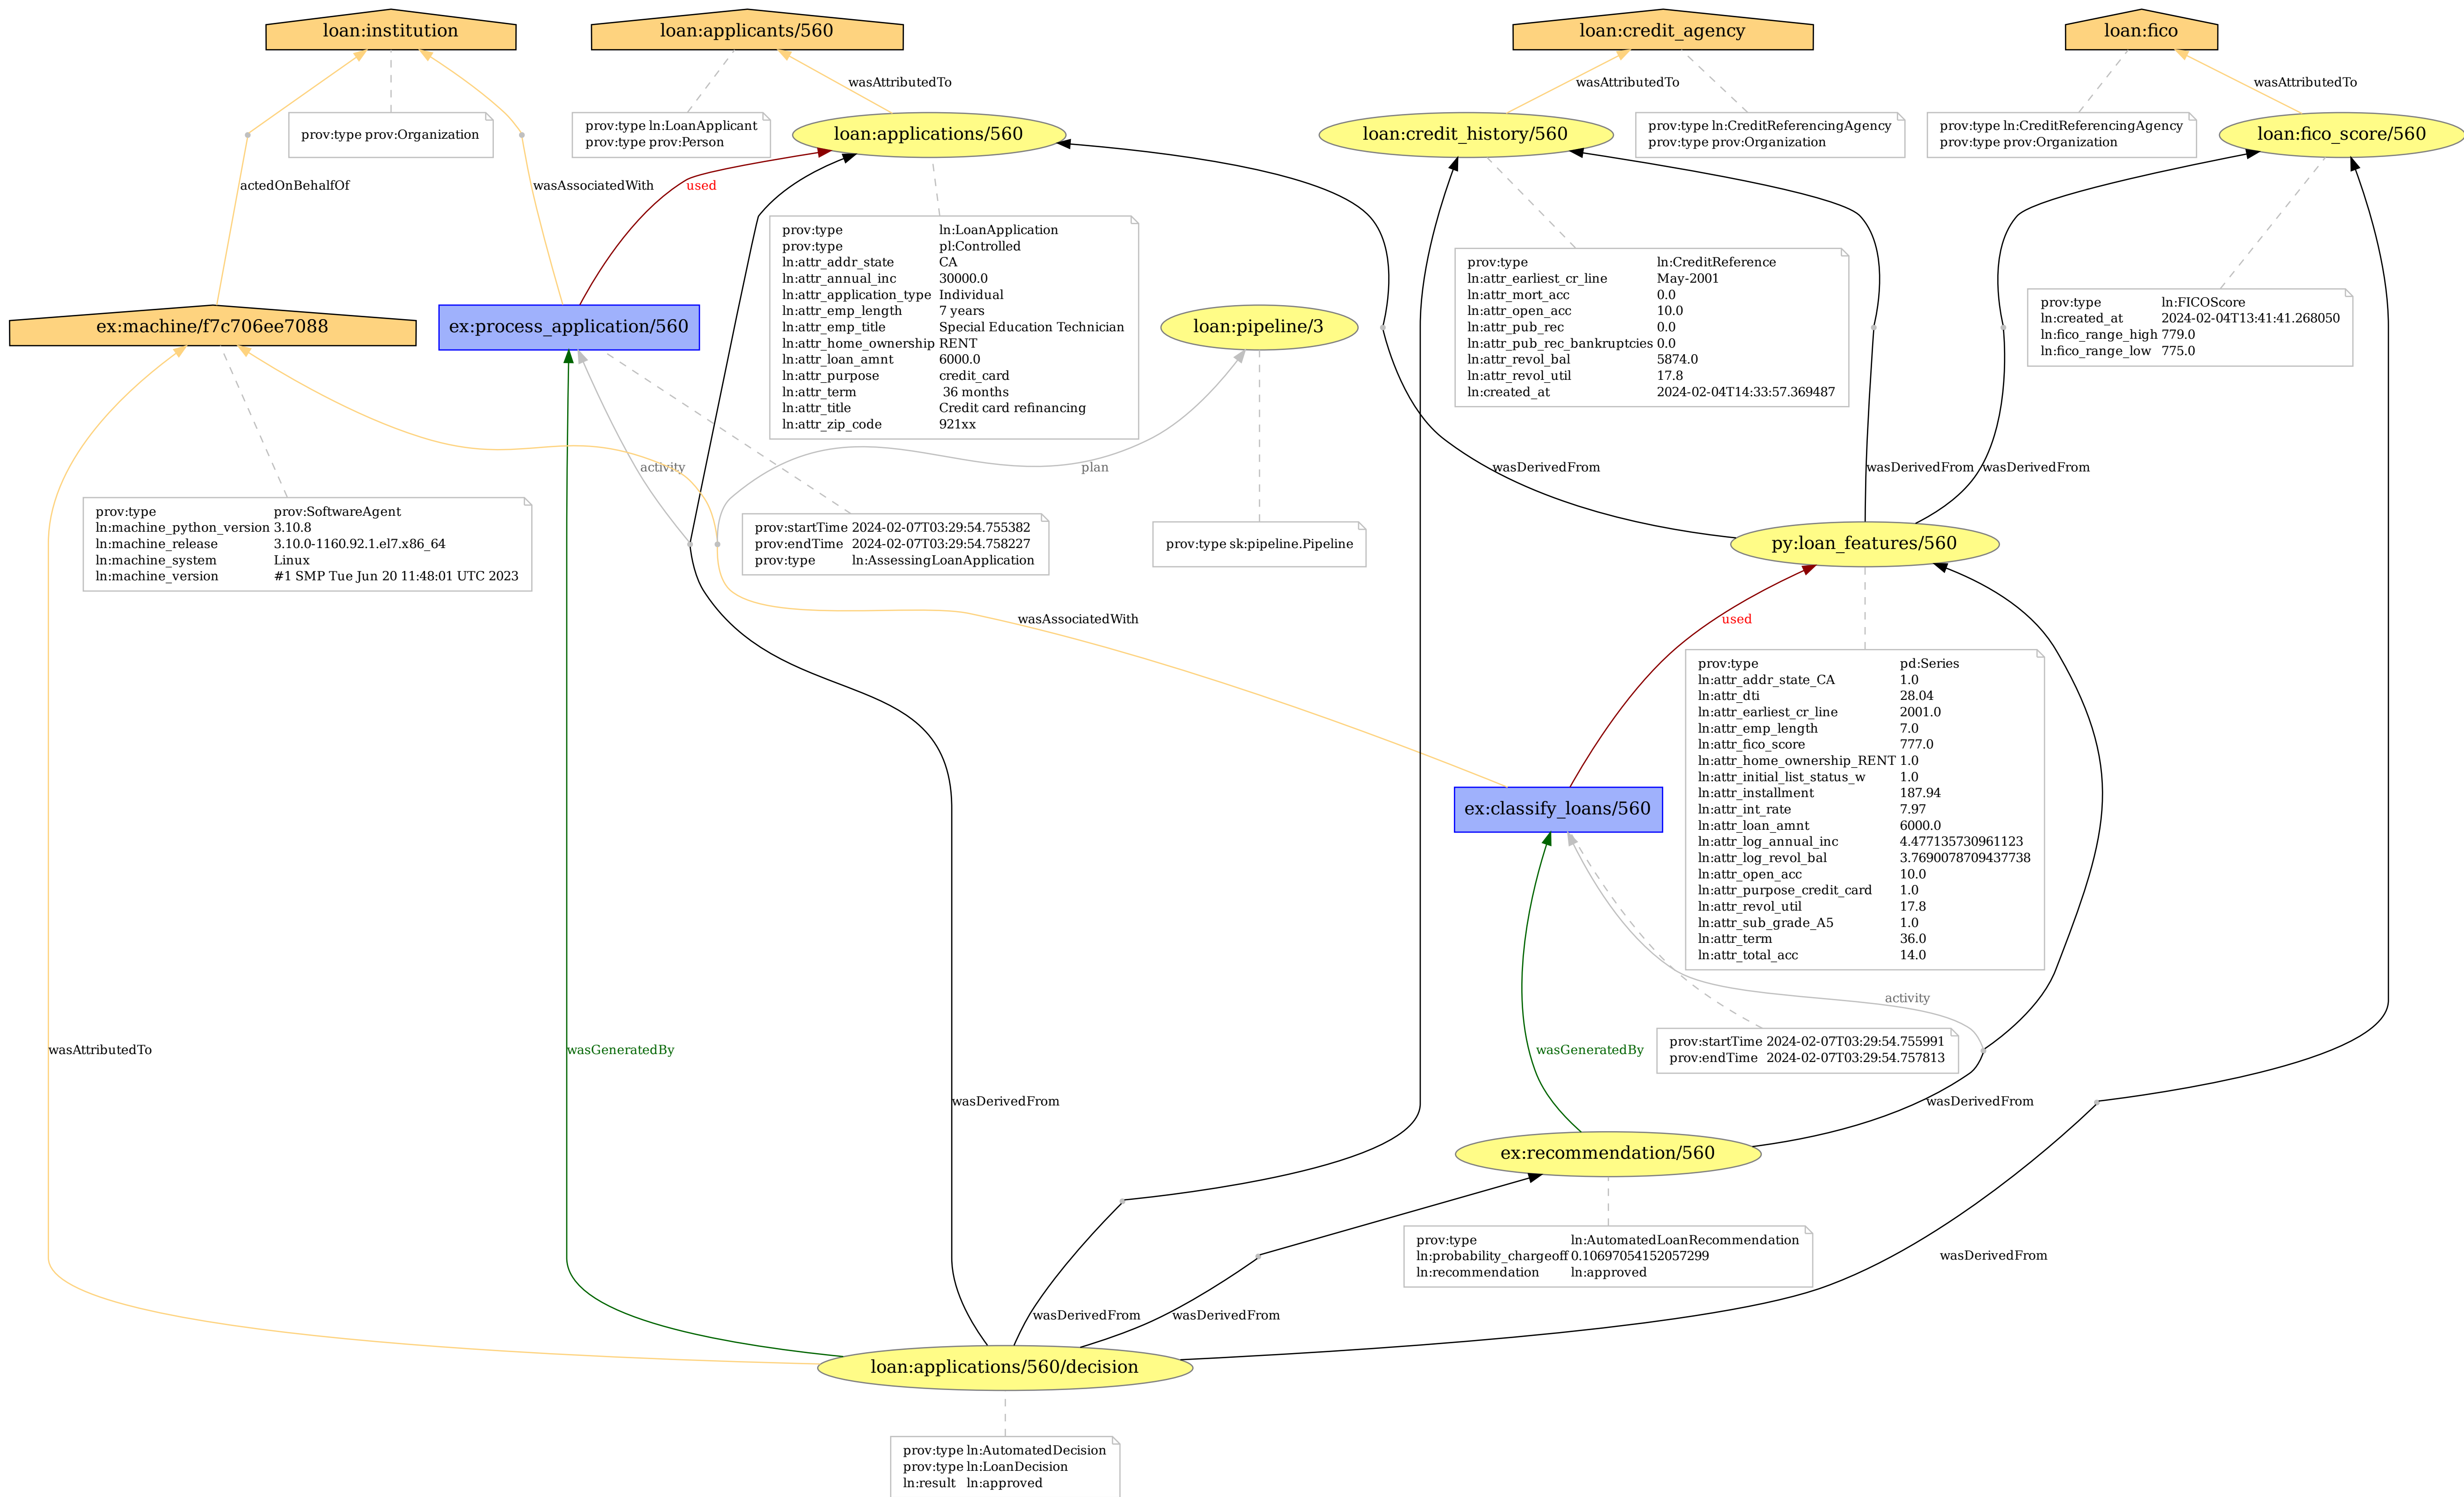 loan:institution
loan:applicants/560
loan:credit_agency
loan:fico
wasAttributedTo
wasAttributedTo
wasAttributedTo
prov:type prov:Organization
prov:type ln:LoanApplicant
prov:type prov:Person
loan:applications/560
loan:credit_history/560
prov:type ln:CreditReferencingAgency
prov:type prov:Organization
prov:type ln:CreditReferencingAgency
prov:type prov:Organization
loan:fico_score/560
actedOnBehalfOf
wasAssociatedWith
used
prov:type ln:LoanApplication
prov:type pl:Controlled
ln:attr_addr_state CA
ln:attr_annual_inc 30000.0
ln:attr_application_type Individual
ln:attr_emp_length 7 years
ln:attr_emp_title Special Education Technician
ln:attr_home_ownership RENT
ln:attr_loan_amnt 6000.0
ln:attr_purpose credit_card
ln:attr_term 36 months
ln:attr_title Credit card refinancing
ln:attr_zip_code 921xx
prov:type ln:CreditReference
ln:attr_earliest_cr_line May-2001
ln:attr_mort_acc 0.0
ln:attr_open_acc 10.0
ln:attr_pub_rec 0.0
ln:attr_pub_rec_bankruptcies 0.0
ln:attr_revol_bal 5874.0
ln:attr_revol_util 17.8
ln:created_at 2024-02-04T14:33:57.369487
prov:type ln:FICOScore
ln:created_at 2024-02-04T13:41:41.268050
ln:fico_range_high 779.0
ln:fico_range_low 775.0
ex:machine/f7c706ee7088
ex:process_application/560
loan:pipeline/3
activity
plan
wasDerivedFrom
wasDerivedFrom
wasDerivedFrom
prov:type prov:SoftwareAgent
ln:machine_python_version 3.10.8
ln:machine_release 3.10.0-1160.92.1.el7.x86_64
ln:machine_system Linux
ln:machine_version #1 SMP Tue Jun 20 11:48:01 UTC 2023
prov:startTime 2024-02-07T03:29:54.755382
prov:endTime 2024-02-07T03:29:54.758227
prov:type ln:AssessingLoanApplication
prov:type sk:pipeline.Pipeline
py:loan_features/560
wasAssociatedWith
used
prov:type pd:Series
ln:attr_addr_state_CA 1.0
ln:attr_dti 28.04
ln:attr_earliest_cr_line 2001.0
ln:attr_emp_length 7.0
ln:attr_fico_score 777.0
ln:attr_home_ownership_RENT 1.0
ln:attr_initial_list_status_w 1.0
ln:attr_installment 187.94
ln:attr_int_rate 7.97
ln:attr_loan_amnt 6000.0
ln:attr_log_annual_inc 4.477135730961123
ln:attr_log_revol_bal 3.7690078709437738
ln:attr_open_acc 10.0
ln:attr_purpose_credit_card 1.0
ln:attr_revol_util 17.8
ln:attr_sub_grade_A5 1.0
ln:attr_term 36.0
ln:attr_total_acc 14.0
ex:classify_loans/560
activity
wasAttributedTo
wasGeneratedBy
wasGeneratedBy
prov:startTime 2024-02-07T03:29:54.755991
prov:endTime 2024-02-07T03:29:54.757813
wasDerivedFrom
wasDerivedFrom
ex:recommendation/560
prov:type ln:AutomatedLoanRecommendation
ln:probability_chargeoff 0.10697054152057299
ln:recommendation ln:approved
wasDerivedFrom
wasDerivedFrom
wasDerivedFrom
loan:applications/560/decision
prov:type ln:AutomatedDecision
prov:type ln:LoanDecision
ln:result ln:approved